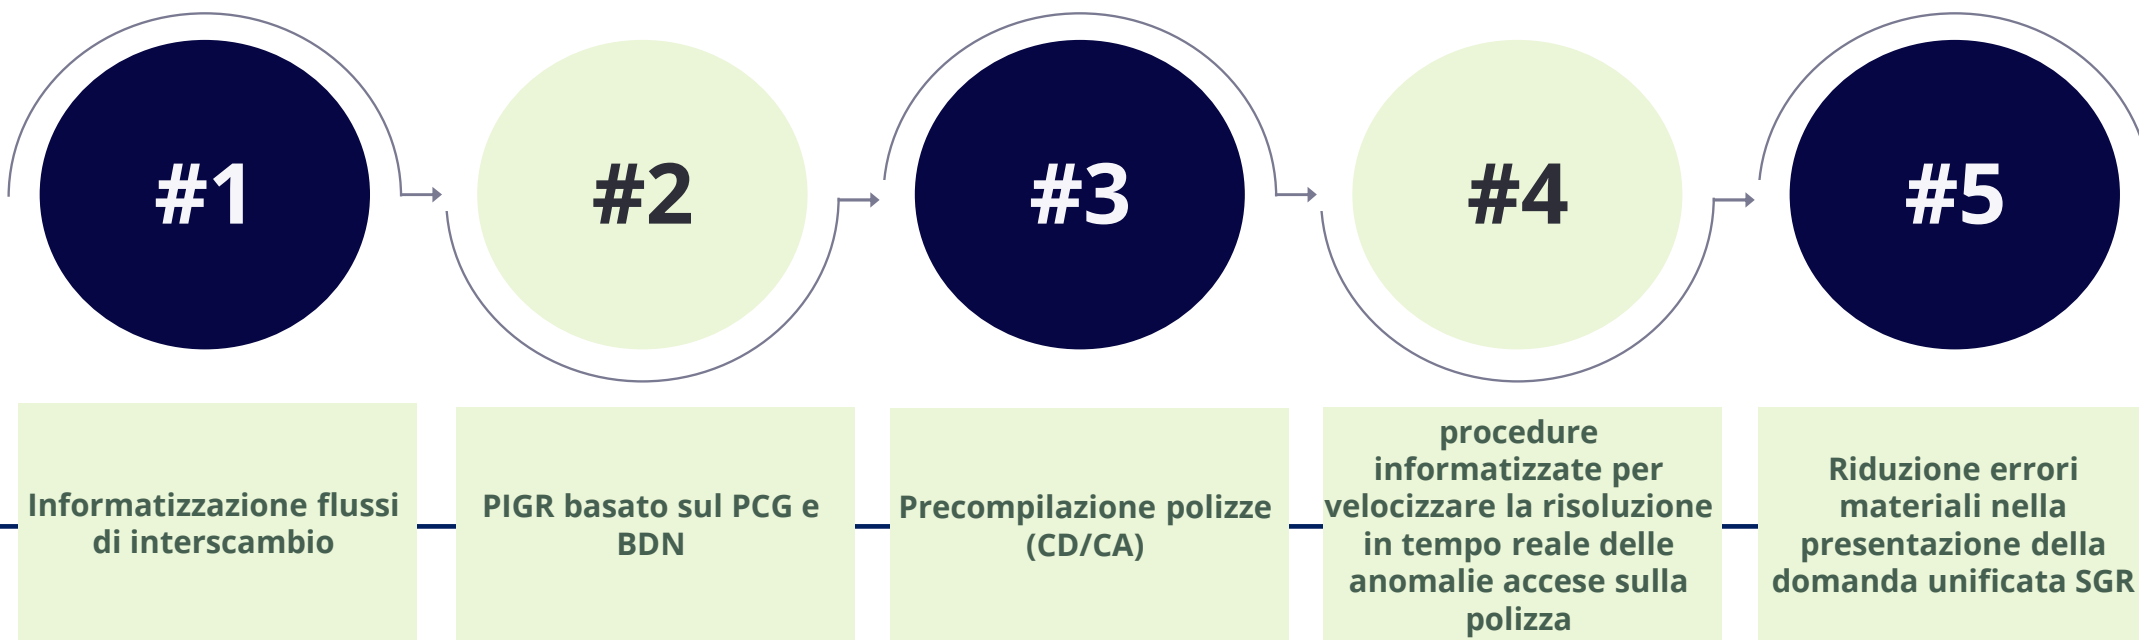 #1
#2
#3
#4
#5
Informatizzazione flussi
di interscambio
PIGR basato sul PCG e
BDN
Precompilazione polizze
(CD/CA)
procedure
informatizzate per
velocizzare la risoluzione
in tempo reale delle
anomalie accese sulla
polizza
Riduzione errori
materiali nella
presentazione della
domanda unificata SGR